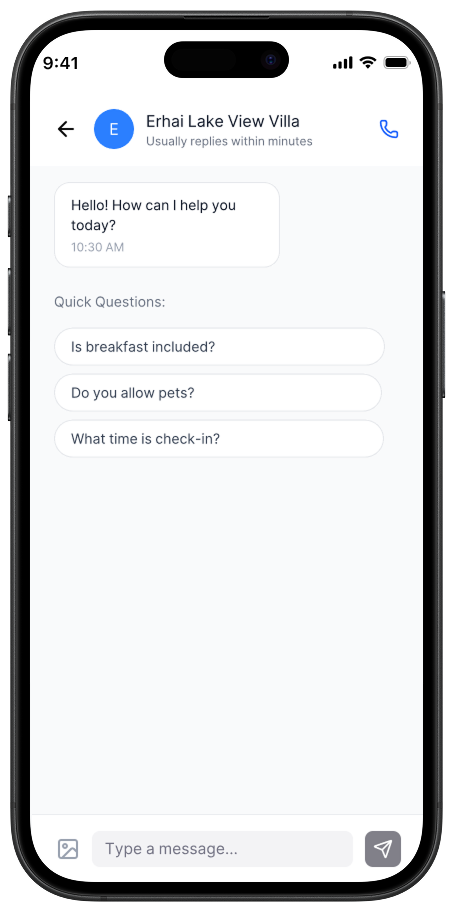 9:41
E
Erhai Lake View Villa
Usually replies within minutes
Hello! How can I help you
today?
10:30 AM
Quick Questions:
Is breakfast included?
Do you allow pets?
What time is check-in?
Type a message...